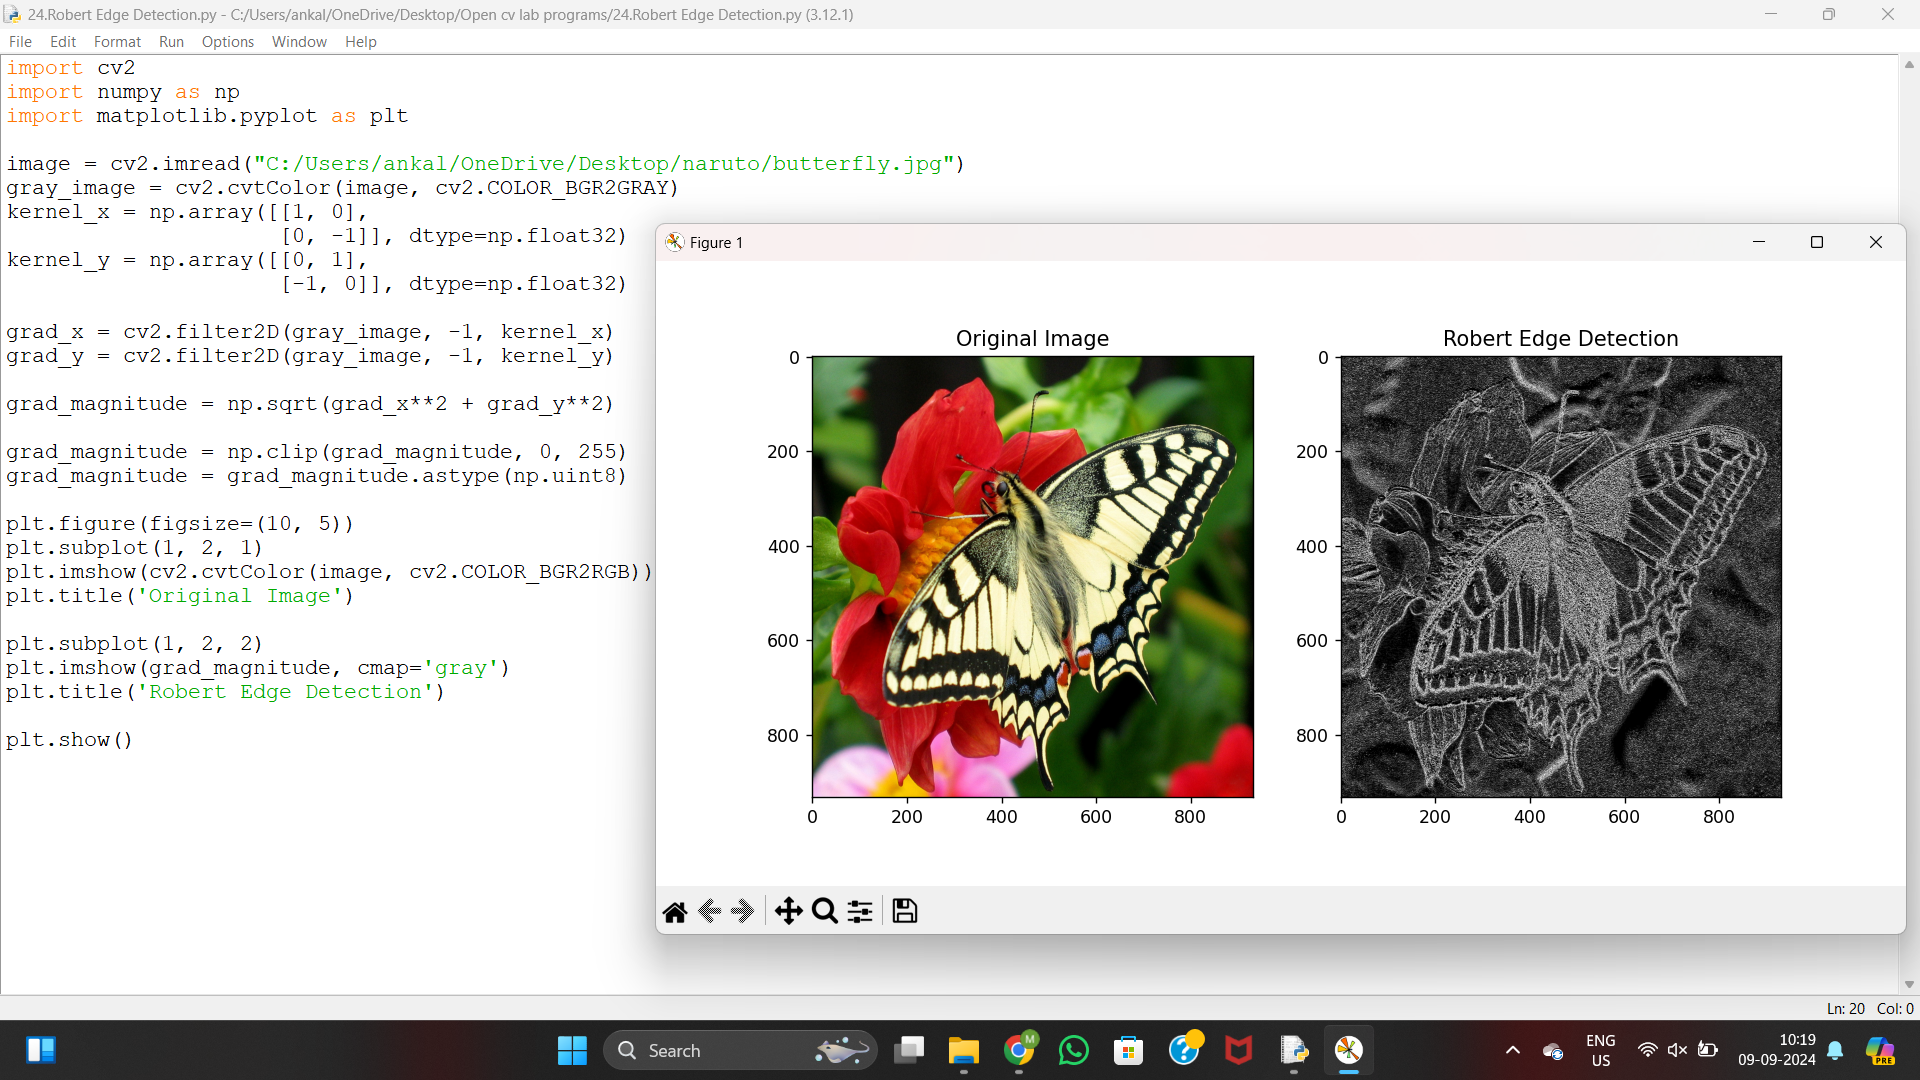 24.Robert Edge Detection.py - C:/Users/ankal/OneDrive/Desktop/Open cv lab programs/24.Robert Edge Detection.py (3.12.1)
File Edit Format Run Options Window Help
import cv2
import numpy as np
import matplotlib.pyplot as plt
image = cv2.imread("C:/Users/ankal/OneDrive/Desktop/naruto/butterfly.jpg")
gray_image = cv2.cvtColor(image, cv2.COLOR_BGR2GRAY)
kernel_x = np.array([[1, 0],
[0, -1]], dtype=np.float32)
kernel_y = np.array([[0, 1],
[-1, 0]], dtype=np.float32)
grad_x = cv2.filter2D(gray_image, -1, kernel_x)
grad_y = cv2.filter2D(gray_image, -1, kernel_y)
grad_magnitude = np.sqrt(grad_x**2 + grad_y**2)
grad_magnitude = np.clip(grad_magnitude, 0, 255)
grad_magnitude = grad_magnitude.astype(np.uint8)
plt.figure(figsize=(10, 5))
plt.subplot(1, 2, 1)
plt.imshow(cv2.cvtColor(image, cv2.COLOR_BGR2RGB))
plt.title('Original Image')
plt.subplot(1, 2, 2)
plt.imshow(grad_magnitude, cmap='gray')
plt.title('Robert Edge Detection')
plt.show()
Figure 1
Original Image
0
200
400
600
800
0 200 400 600 800
Robert Edge Detection
0
200
400
600
800
0 200 400 600 800
Ln: 20 Col: 0
Search
M
PRE
ENG
US
10:19
09-09-2024